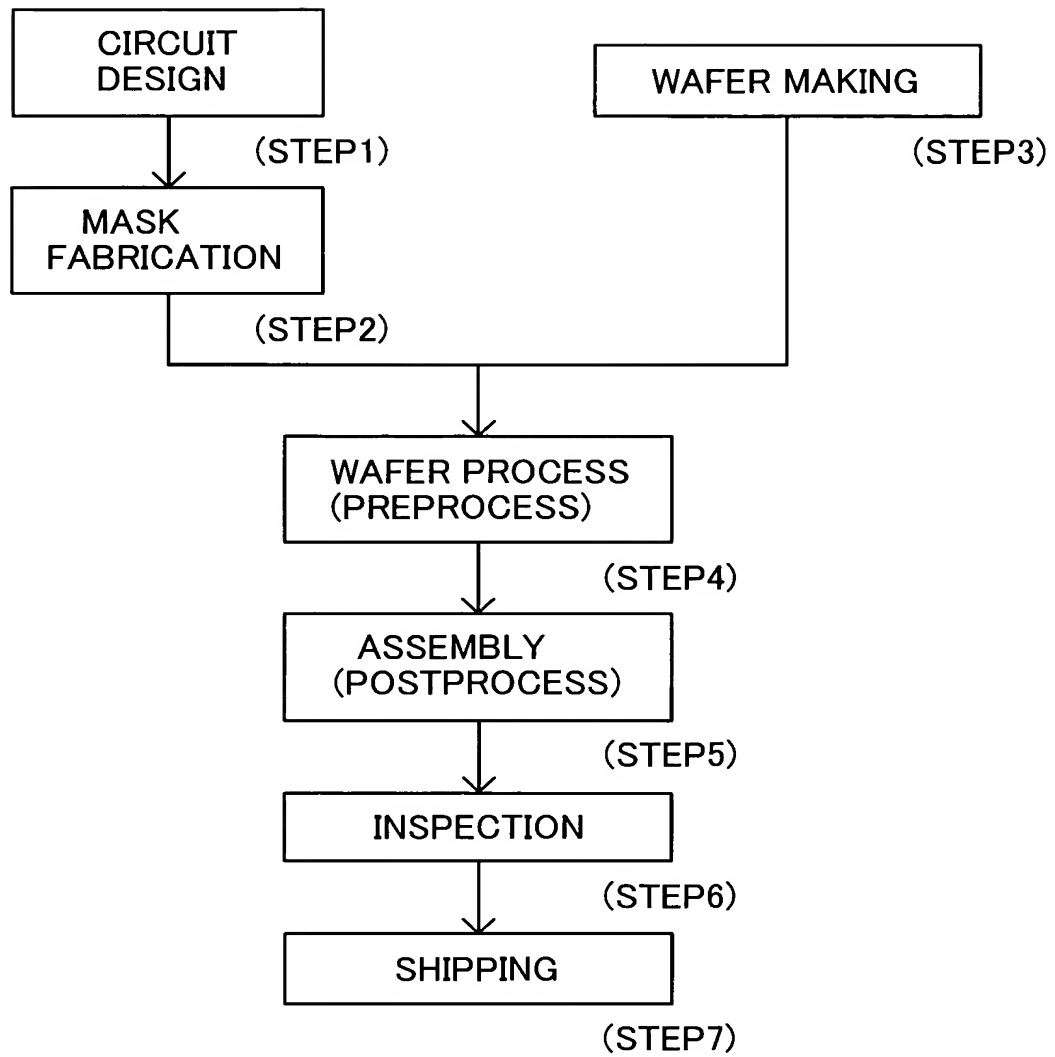 CIRCUIT
DESIGN
(STEP1)
MASK
FABRICATION
(STEP2)
WAFER MAKING
(STEP3)
WAFER PROCESS
(PREPROCESS)
(STEP4)
ASSEMBLY
(POSTPROCESS)
(STEP5)
INSPECTION
(STEP6)
SHIPPING
(STEP7)